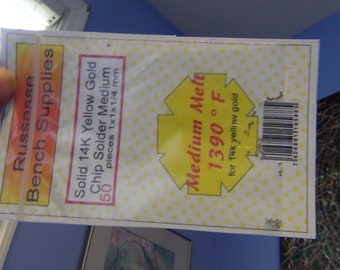 Russesse
Bench Supplies
Solid 14K Yellow Gold
Chip Solder Medium
50 pieces 1x1x1/4 mm
Medium Melt
1390 ° F
for 14k yellow gold